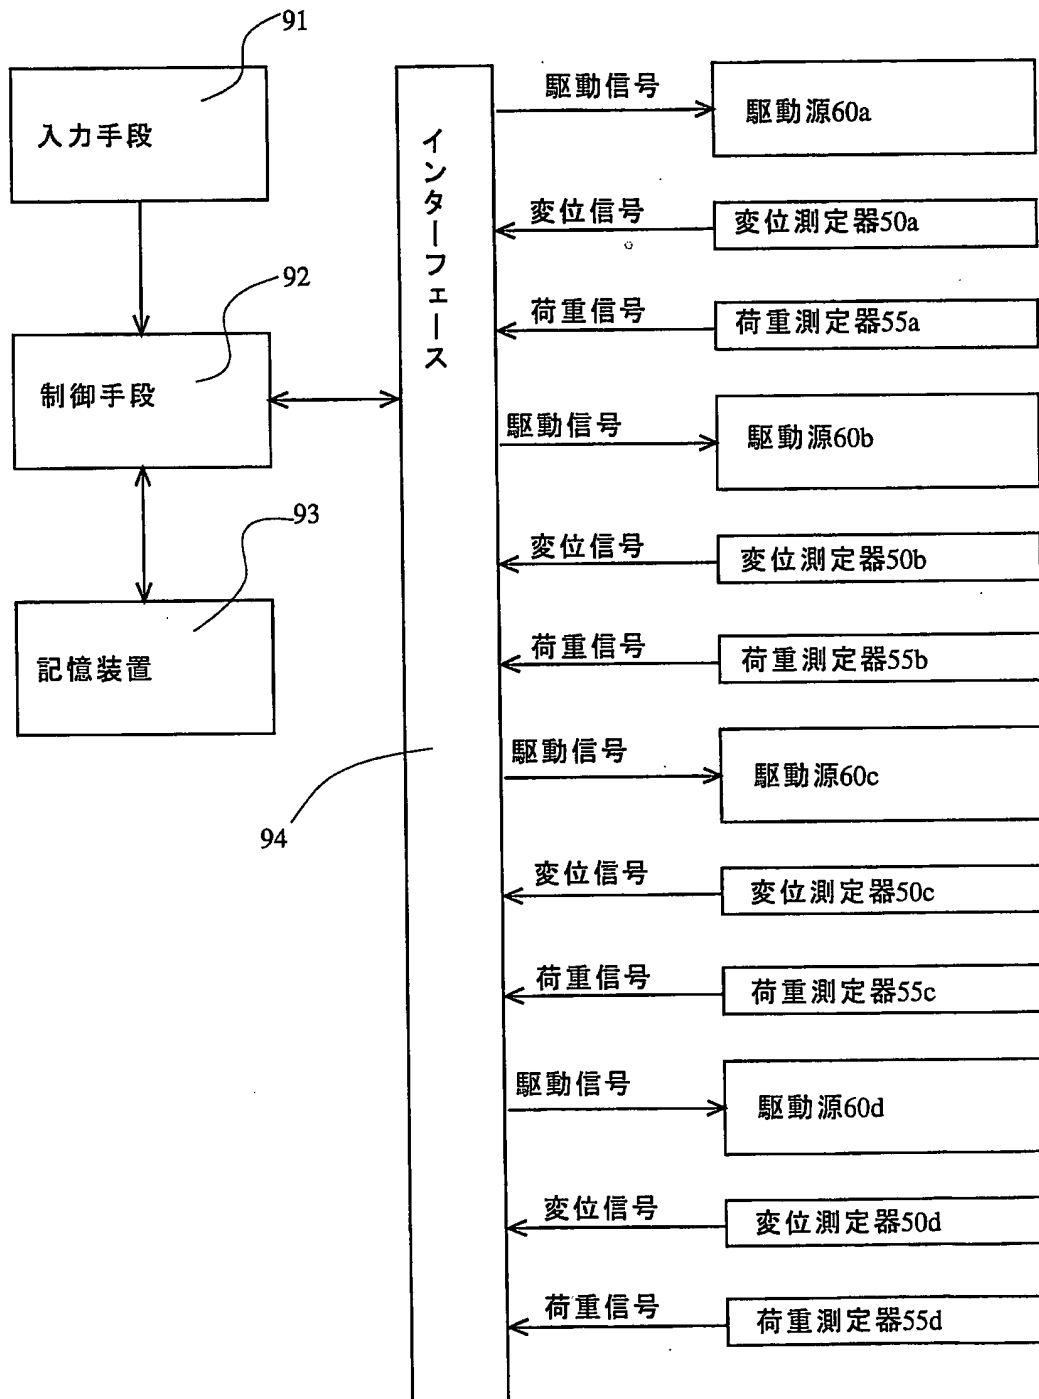 91
入力手段
92
制御手段
93
記憶装置
インターフェース
94
駆動信号
駆動源60a
変位信号
変位測定器50a
荷重信号
荷重測定器55a
駆動信号
駆動源60b
変位信号
変位測定器50b
荷重信号
荷重測定器55b
駆動信号
駆動源60c
変位信号
変位測定器50c
荷重信号
荷重測定器55c
駆動信号
駆動源60d
変位信号
変位測定器50d
荷重信号
荷重測定器55d